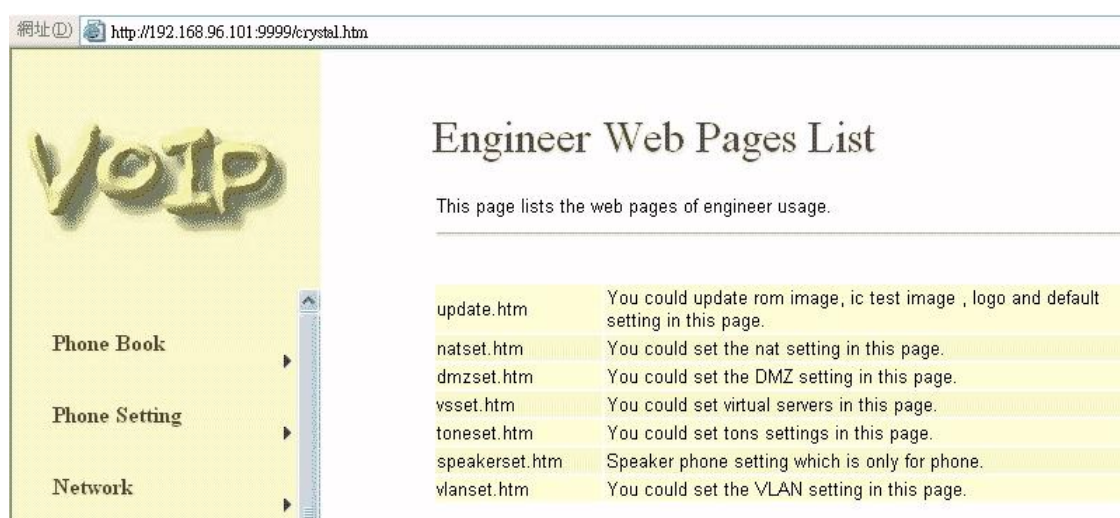 網址(D) http://192.168.96.101:9999/crystal.htm
VOIP
Phone Book
Phone Setting
Network
Engineer Web Pages List
This page lists the web pages of engineer usage.
update.htm You could update rom image, ic test image , logo and default
setting in this page.
natset.htm You could set the nat setting in this page.
dmzset.htm You could set the DMZ setting in this page.
vsset.htm You could set virtual servers in this page.
toneset.htm You could set tons settings in this page.
speakerset.htm Speaker phone setting which is only for phone.
vlanset.htm You could set the VLAN setting in this page.